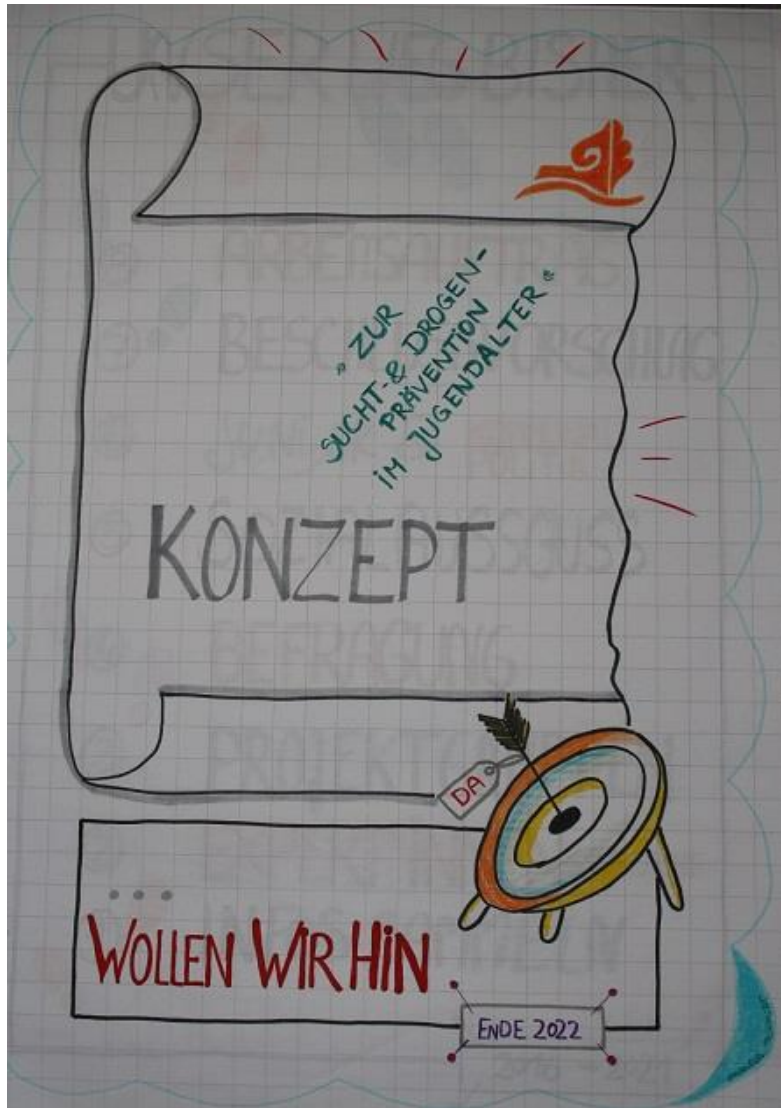 „ ZUR
SUCHT- & DROGEN-
PRÄVENTION
IM JUGENDALTER “
KONZEPT
DA
...
WOLLEN WIR HIN
ENDE 2022